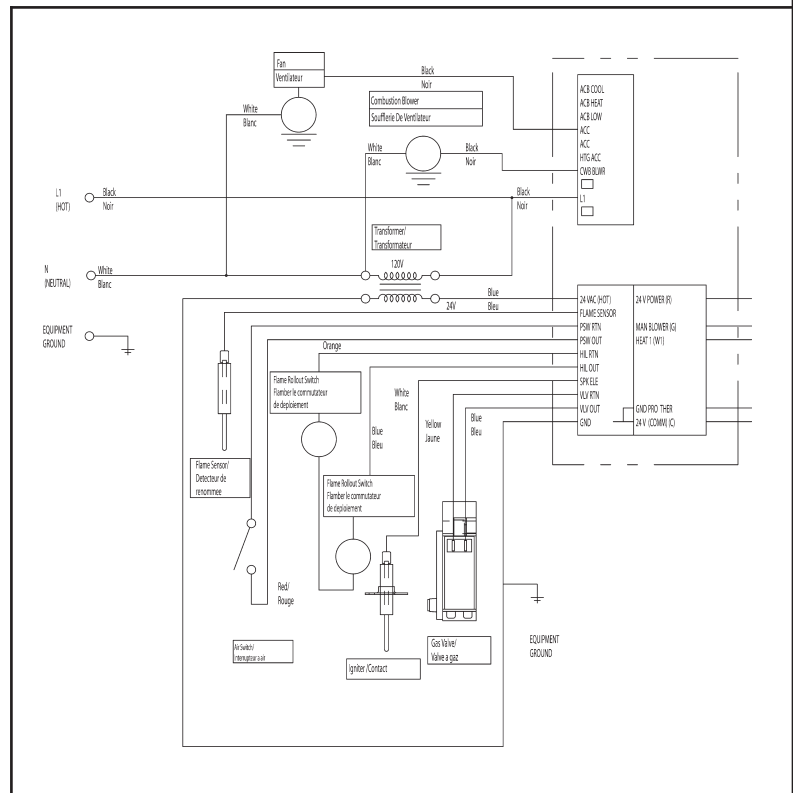 Fan
Ventilateur
Black
Noir
White
Blanc
Combustion Blower
Soufflerie De Ventilateur
White
Blanc
Black
Noir
ACB COOL
ACB HEAT
ACB LOW
ACC
ACC
HTG ACC
CWB BLWR
L1
L1
(HOT)
Black
Noir
Black
Noir
Transformer/
Transformateur
120V
N
(NEUTRAL)
White
Blanc
24V
Blue
Bleu
EQUIPMENT
GROUND
24 VAC (HOT)
FLAME SENSOR
PSW RTN
PSW OUT
HIL RTN
HIL OUT
SPK ELE
VLV RTN
VLV OUT
GND
24 V POWER (R)
MAN BLOWER (G)
HEAT 1 (W1)
GND PRO THER
24 V (COMM) (C)
Orange
Flame Rollout Switch
Flamber le commutateur
de deploiement
White
Blanc
Yellow
Jaune
Blue
Bleu
Blue
Bleu
Flame Sensor/
Detecteur de
renommee
Flame Rollout Switch
Flamber le commutateur
de deploiement
Red/
Rouge
Air Switch/
interrupteur a air
Igniter /Contact
Gas Valve/
Valve a gaz
EQUIPMENT
GROUND